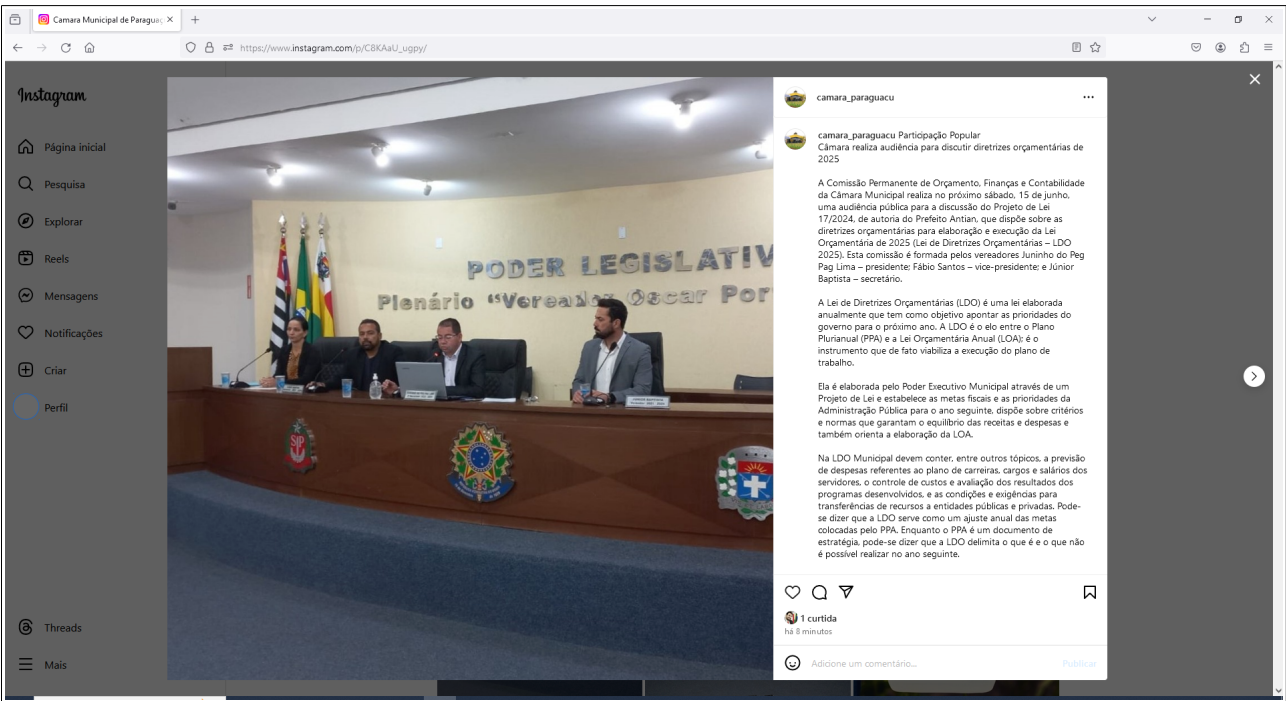 Camara Municipal de Paraguaç
https://www.instagram.com/p/C8KAaU_ugpy/
Instagram
Página inicial
Pesquisa
Explorar
Reels
Mensagens
Notificações
Criar
Perfil
Threads
Mais
PODER LEGISLATIV
Plenário "Vereador Oscar Por
SP
camara_paraguacu
camara_paraguacu Participação Popular
Câmara realiza audiência para discutir diretrizes orçamentárias de
2025
A Comissão Permanente de Orçamento, Finanças e Contabilidade
da Câmara Municipal realiza no próximo sábado, 15 de junho,
uma audiência pública para a discussão do Projeto de Lei
17/2024, de autoria do Prefeito Antian, que dispõe sobre as
diretrizes orçamentárias para elaboração e execução da Lei
Orçamentária de 2025 (Lei de Diretrizes Orçamentárias – LDO
2025). Esta comissão é formada pelos vereadores Juninho do Peg
Pag Lima – presidente; Fábio Santos – vice-presidente; e Júnior
Baptista – secretário.
A Lei de Diretrizes Orçamentárias (LDO) é uma lei elaborada
anualmente que tem como objetivo apontar as prioridades do
governo para o próximo ano. A LDO é o elo entre o Plano
Plurianual (PPA) e a Lei Orçamentária Anual (LOA); é o
instrumento que de fato viabiliza a execução do plano de
trabalho.
Ela é elaborada pelo Poder Executivo Municipal através de um
Projeto de Lei e estabelece as metas fiscais e as prioridades da
Administração Pública para o ano seguinte, dispõe sobre critérios
e normas que garantam o equilíbrio das receitas e despesas e
também orienta a elaboração da LOA.
Na LDO Municipal devem conter, entre outros tópicos, a previsão
de despesas referentes ao plano de carreiras, cargos e salários dos
servidores, o controle de custos e avaliação dos resultados dos
programas desenvolvidos, e as condições e exigências para
transferências de recursos a entidades públicas e privadas. Pode-
se dizer que a LDO serve como um ajuste anual das metas
colocadas pelo PPA. Enquanto o PPA é um documento de
estratégia, pode-se dizer que a LDO delimita o que é e o que não
é possível realizar no ano seguinte.
1 curtida
há 8 minutos
Adicione um comentário...
Publicar